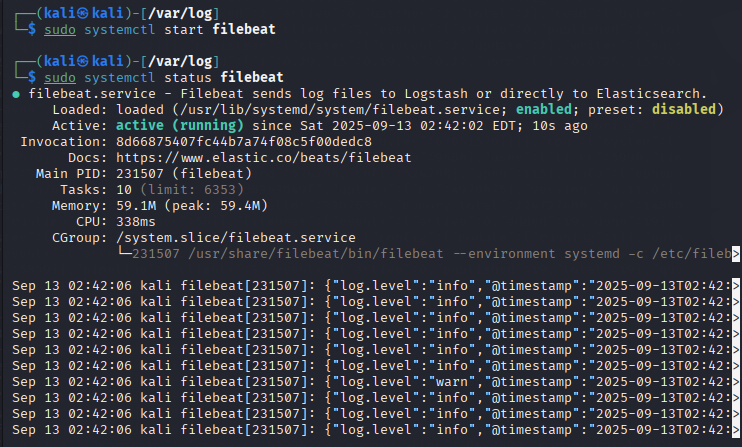 ┌──(kali㉿kali)-[/var/log]
└─$ sudo systemctl start filebeat
┌──(kali㉿kali)-[/var/log]
└─$ sudo systemctl status filebeat
● filebeat.service - Filebeat sends log files to Logstash or directly to Elasticsearch.
Loaded: loaded (/usr/lib/systemd/system/filebeat.service; enabled; preset: disabled)
Active: active (running) since Sat 2025-09-13 02:42:02 EDT; 10s ago
Invocation: 8d66875407fc44b7a74f08c5f00dedc8
Docs: https://www.elastic.co/beats/filebeat
Main PID: 231507 (filebeat)
Tasks: 10 (limit: 6353)
Memory: 59.1M (peak: 59.4M)
CPU: 338ms
CGroup: /system.slice/filebeat.service
└─231507 /usr/share/filebeat/bin/filebeat --environment systemd -c /etc/fileb>
Sep 13 02:42:06 kali filebeat[231507]: {"log.level":"info","@timestamp":"2025-09-13T02:42:>
Sep 13 02:42:06 kali filebeat[231507]: {"log.level":"info","@timestamp":"2025-09-13T02:42:>
Sep 13 02:42:06 kali filebeat[231507]: {"log.level":"info","@timestamp":"2025-09-13T02:42:>
Sep 13 02:42:06 kali filebeat[231507]: {"log.level":"info","@timestamp":"2025-09-13T02:42:>
Sep 13 02:42:06 kali filebeat[231507]: {"log.level":"info","@timestamp":"2025-09-13T02:42:>
Sep 13 02:42:06 kali filebeat[231507]: {"log.level":"info","@timestamp":"2025-09-13T02:42:>
Sep 13 02:42:06 kali filebeat[231507]: {"log.level":"warn","@timestamp":"2025-09-13T02:42:>
Sep 13 02:42:06 kali filebeat[231507]: {"log.level":"info","@timestamp":"2025-09-13T02:42:>
Sep 13 02:42:06 kali filebeat[231507]: {"log.level":"info","@timestamp":"2025-09-13T02:42:>
Sep 13 02:42:06 kali filebeat[231507]: {"log.level":"info","@timestamp":"2025-09-13T02:42:>